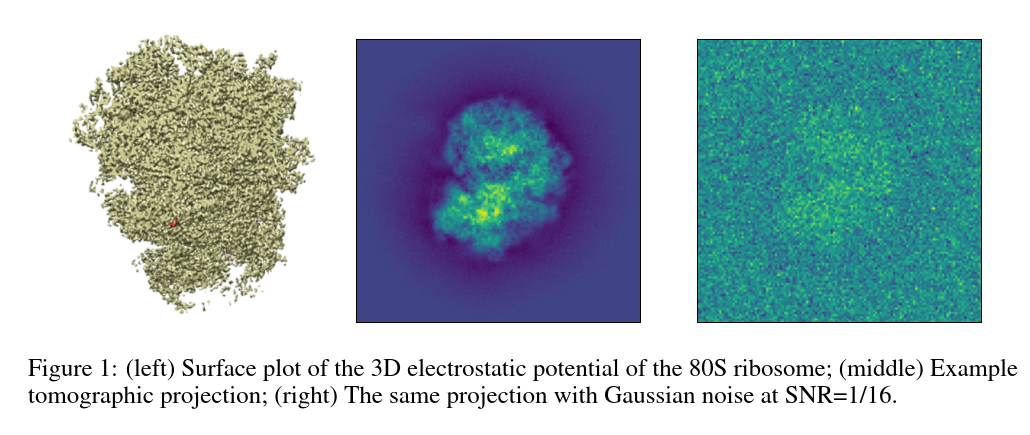 Figure 1: (left) Surface plot of the 3D electrostatic potential of the 80S ribosome; (middle) Example
tomographic projection; (right) The same projection with Gaussian noise at SNR=1/16.